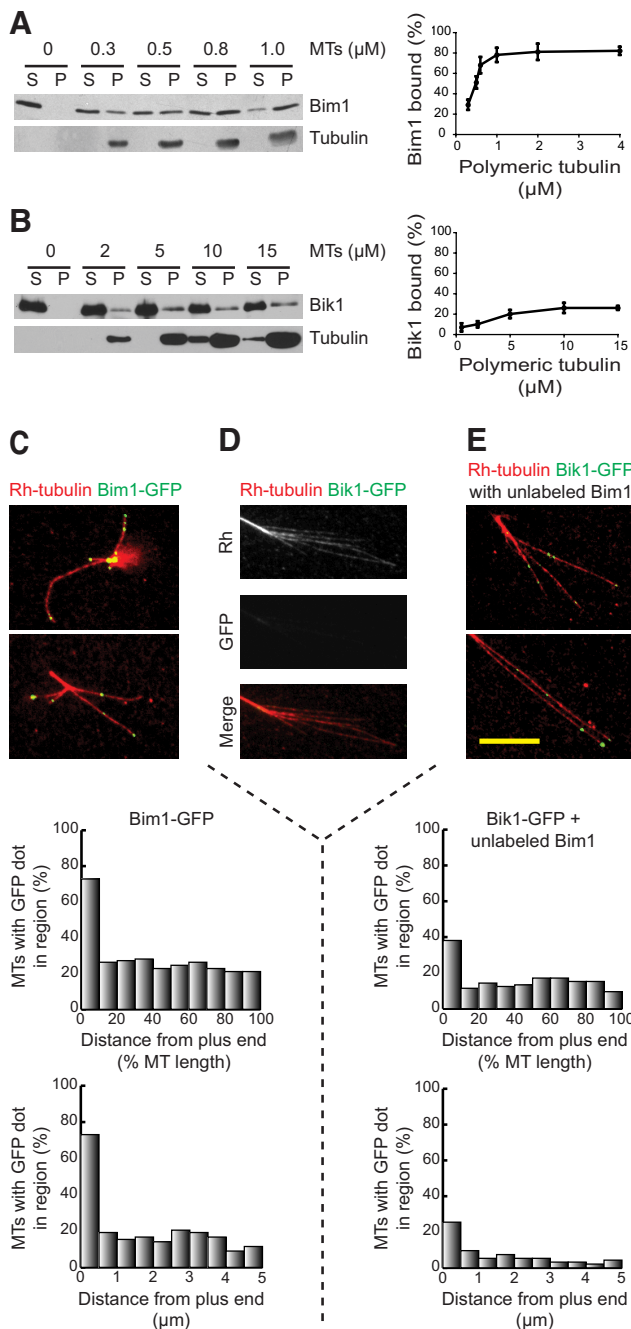 A
0 0.3 0.5 0.8 1.0 MTs (µM)
S P S P S P S P S P
Bim1
Tubulin
Bim1 bound (%)
100
80
60
40
20
0
0 1 2 3 4
Polymeric tubulin
(µM)
B
0 2 5 10 15 MTs (µM)
S P S P S P S P S P
Bik1
Tubulin
Bik1 bound (%)
100
80
60
40
20
0
5 10 15
Polymeric tubulin
(µM)
C
Rh-tubulin Bim1-GFP
D
Rh-tubulin Bik1-GFP
Rh
GFP
Merge
E
Rh-tubulin Bik1-GFP
with unlabeled Bim1
Bim1-GFP
MTs with GFP dot
in region (%)
100
80
60
40
20
0
0 20 40 60 80 100
Distance from plus end
(% MT length)
Bik1-GFP +
unlabeled Bim1
MTs with GFP dot
in region (%)
100
80
60
40
20
0
0 20 40 60 80 100
Distance from plus end
(% MT length)
MTs with GFP dot
in region (%)
100
80
60
40
20
0
0 1 2 3 4 5
Distance from plus end
(µm)
MTs with GFP dot
in region (%)
100
80
60
40
20
0
0 1 2 3 4 5
Distance from plus end
(µm)